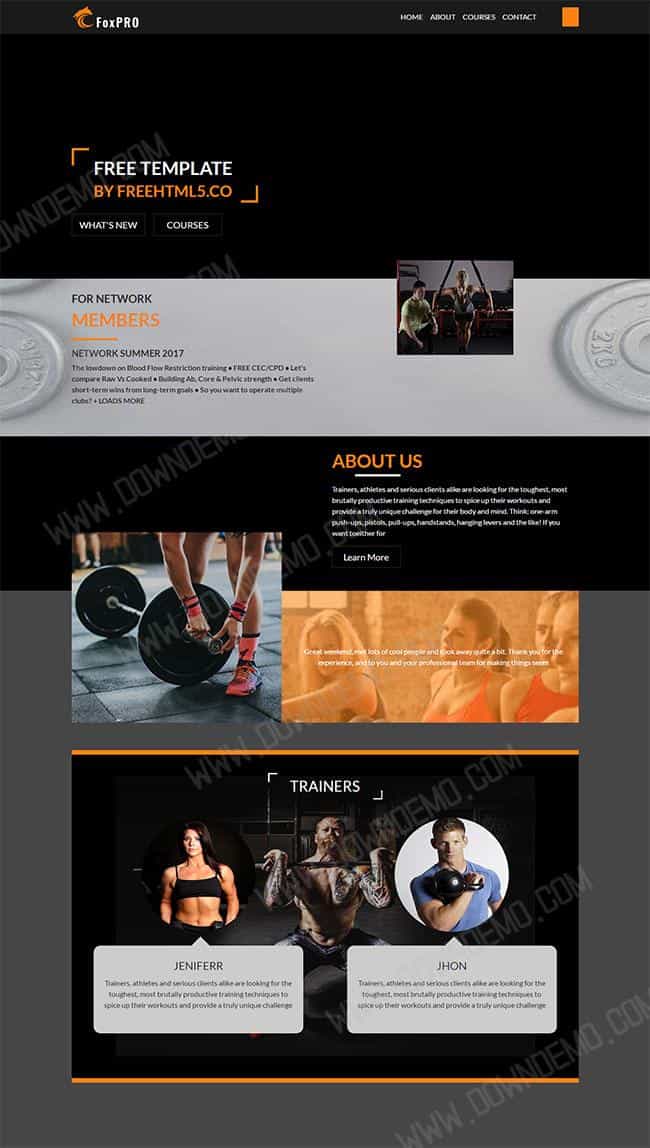 FoxPRO
HOME ABOUT COURSES CONTACT
FREE TEMPLATE
BY FREEHTML5.CO
WHAT'S NEW COURSES
FOR NETWORK
MEMBERS
NETWORK SUMMER 2017
The lowdown on Blood Flow Restriction training ● FREE CEC/CPD ● Let's
compare Raw Vs Cooked ● Building Ab, Core & Pelvic strength ● Get clients
short-term wins from long-term goals ● So you want to operate multiple
clubs? + LOADS MORE
2KG
ABOUT US
Trainers, athletes and serious clients alike are looking for the toughest, most
brutally productive training techniques to spice up their workouts and
provide a truly unique challenge for their body and mind. Think: one-arm
push-ups, pistols, pull-ups, handstands, hanging levers and the like! If you
want toeither for
Learn More
Great weekend, met lots of cool people and took away quite a bit. Thank you for the
experience, and to you and your professional team for making things seem
TRAINERS
JENIFERR
Trainers, athletes and serious clients alike are looking for the
toughest, most brutally productive training techniques to
spice up their workouts and provide a truly unique challenge
JHON
Trainers, athletes and serious clients alike are looking for the
toughest, most brutally productive training techniques to
spice up their workouts and provide a truly unique challenge
WWW.DOWNDEMO.COM